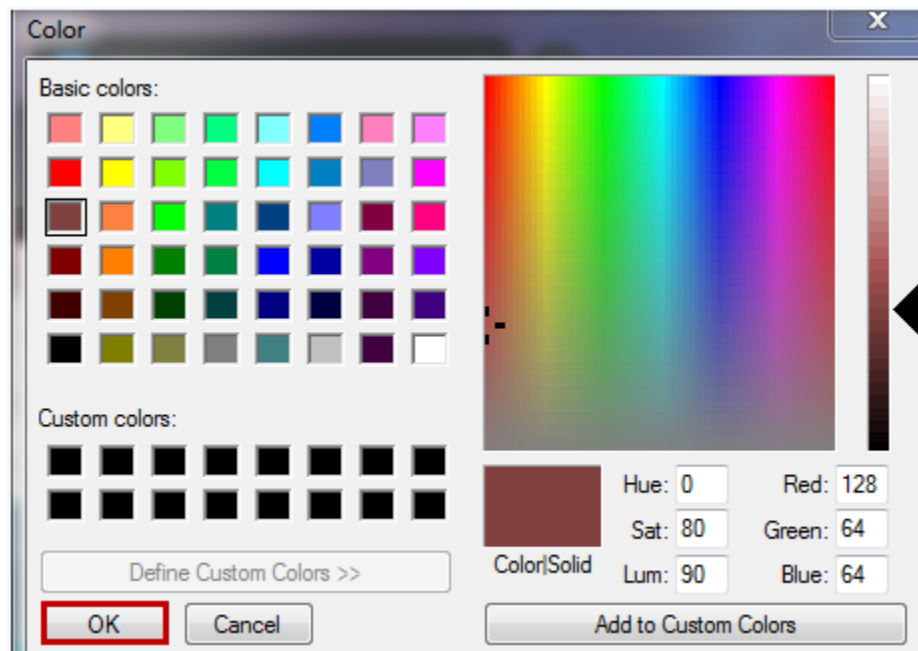 Color
X
Basic colors:
Custom colors:
Define Custom Colors >>
OK
Cancel
Color|Solid
Hue: 0
Sat: 80
Lum: 90
Red: 128
Green: 64
Blue: 64
Add to Custom Colors